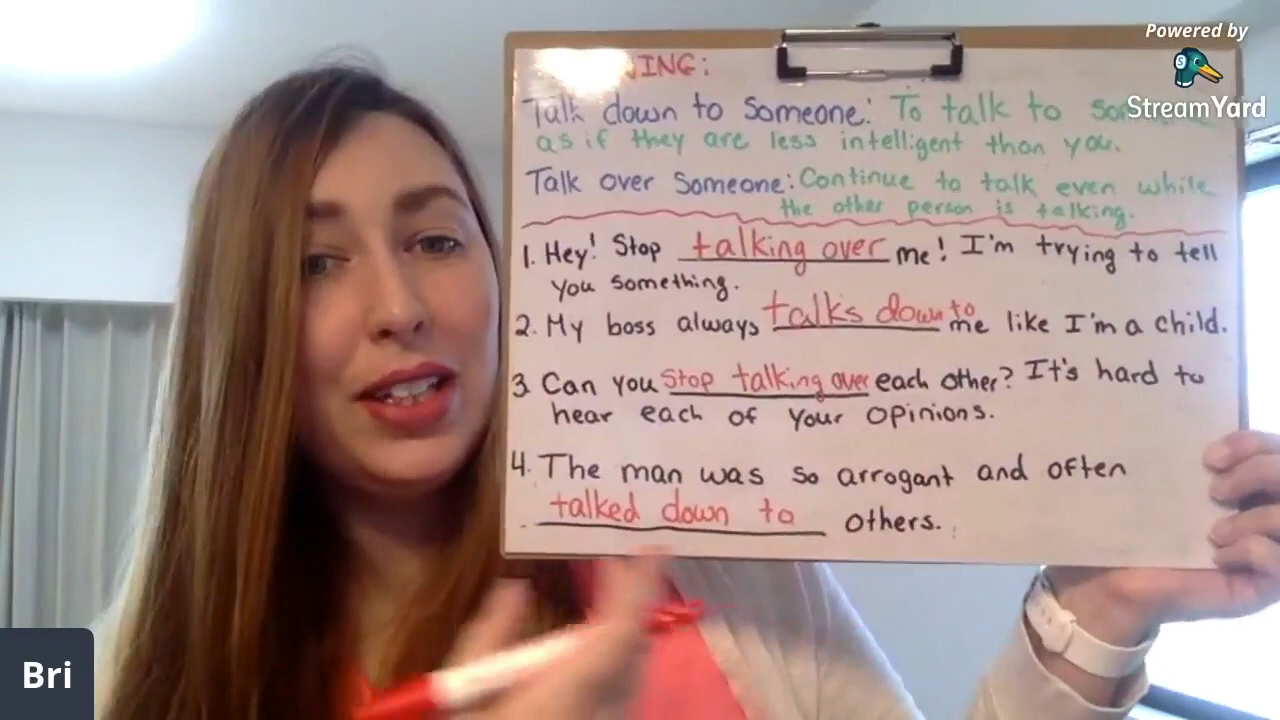 Powered by
StreamYard
NING:
Talk down to Someone: To talk to
as if they are less intelligent than you.
Talk over Someone: Continue to talk even while
the other person is talking.
1. Hey! Stop talking over me! I'm trying to tell
you something.
2. My boss always talks down to me like I'm a child.
3. Can you Stop talking over each other? It's hard to
hear each of your opinions.
4. The man was so arrogant and often
talked down to others.
Bri